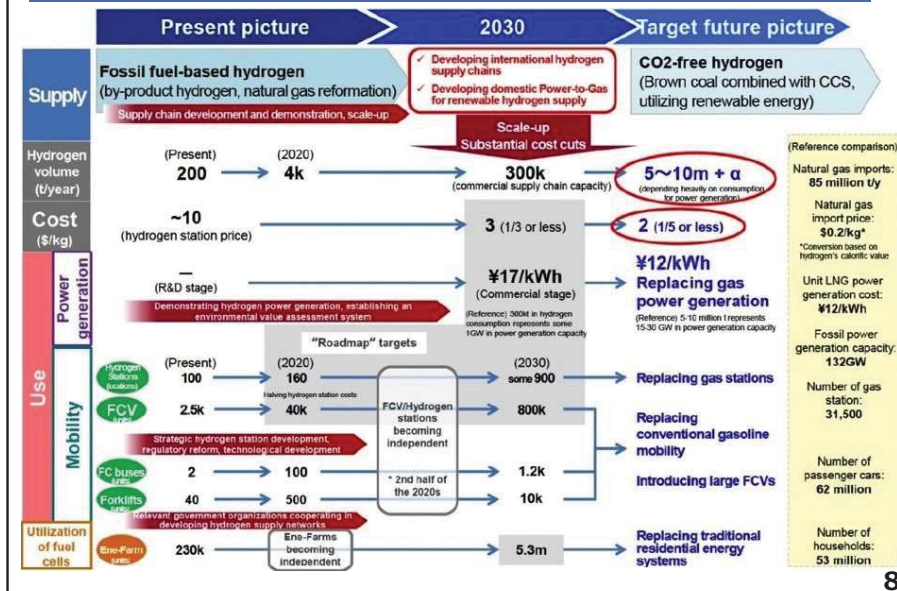 Present picture
2030
Target future picture
Supply
Fossil fuel-based hydrogen
(by-product hydrogen, natural gas reformation)
Supply chain development and demonstration, scale-up
✓ Developing international hydrogen
supply chains
✓ Developing domestic Power-to-Gas
for renewable hydrogen supply
CO2-free hydrogen
(Brown coal combined with CCS,
utilizing renewable energy)
Scale-up
Substantial cost cuts
Hydrogen
volume
(t/year)
(Present)
200
(2020)
4k
300k
(commercial supply chain capacity)
5～10m + α
(depending heavily on consumption
for power generation)
Cost
($/kg)
~10
(hydrogen station price)
3 (1/3 or less)
2 (1/5 or less)
Use
Power
generation
—
(R&D stage)
¥17/kWh
(Commercial stage)
¥12/kWh
Replacing gas
power generation
Demonstrating hydrogen power generation, establishing an
environmental value assessment system
(Reference) 300kt in hydrogen
consumption represents some
1GW in power generation capacity
(Reference) 5-10 million t represents
15-30 GW in power generation capacity
"Roadmap" targets
Mobility
(Present)
(2020)
(2030)
Hydrogen
Stations
(locations)
100
160
some 900
Replacing gas stations
Halving hydrogen station costs
FCV
(units)
2.5k
40k
800k
FCV/Hydrogen
stations
becoming
independent
* 2nd half of
the 2020s
Replacing
conventional gasoline
mobility
Strategic hydrogen station development,
regulatory reform, technological development
FC buses
(units)
2
100
1.2k
Introducing large FCVs
Forklifts
(units)
40
500
10k
Relevant government organizations cooperating in
developing hydrogen supply networks
Utilization
of fuel
cells
Ene-Farm
(units)
230k
Ene-Farms
becoming
independent
5.3m
Replacing traditional
residential energy
systems
(Reference comparison)
Natural gas imports:
85 million t/y
Natural gas
import price:
$0.2/kg*
*Conversion based on
hydrogen's calorific value
Unit LNG power
generation cost:
¥12/kWh
Fossil power
generation capacity:
132GW
Number of gas
station:
31,500
Number of
passenger cars:
62 million
Number of
households:
53 million
8